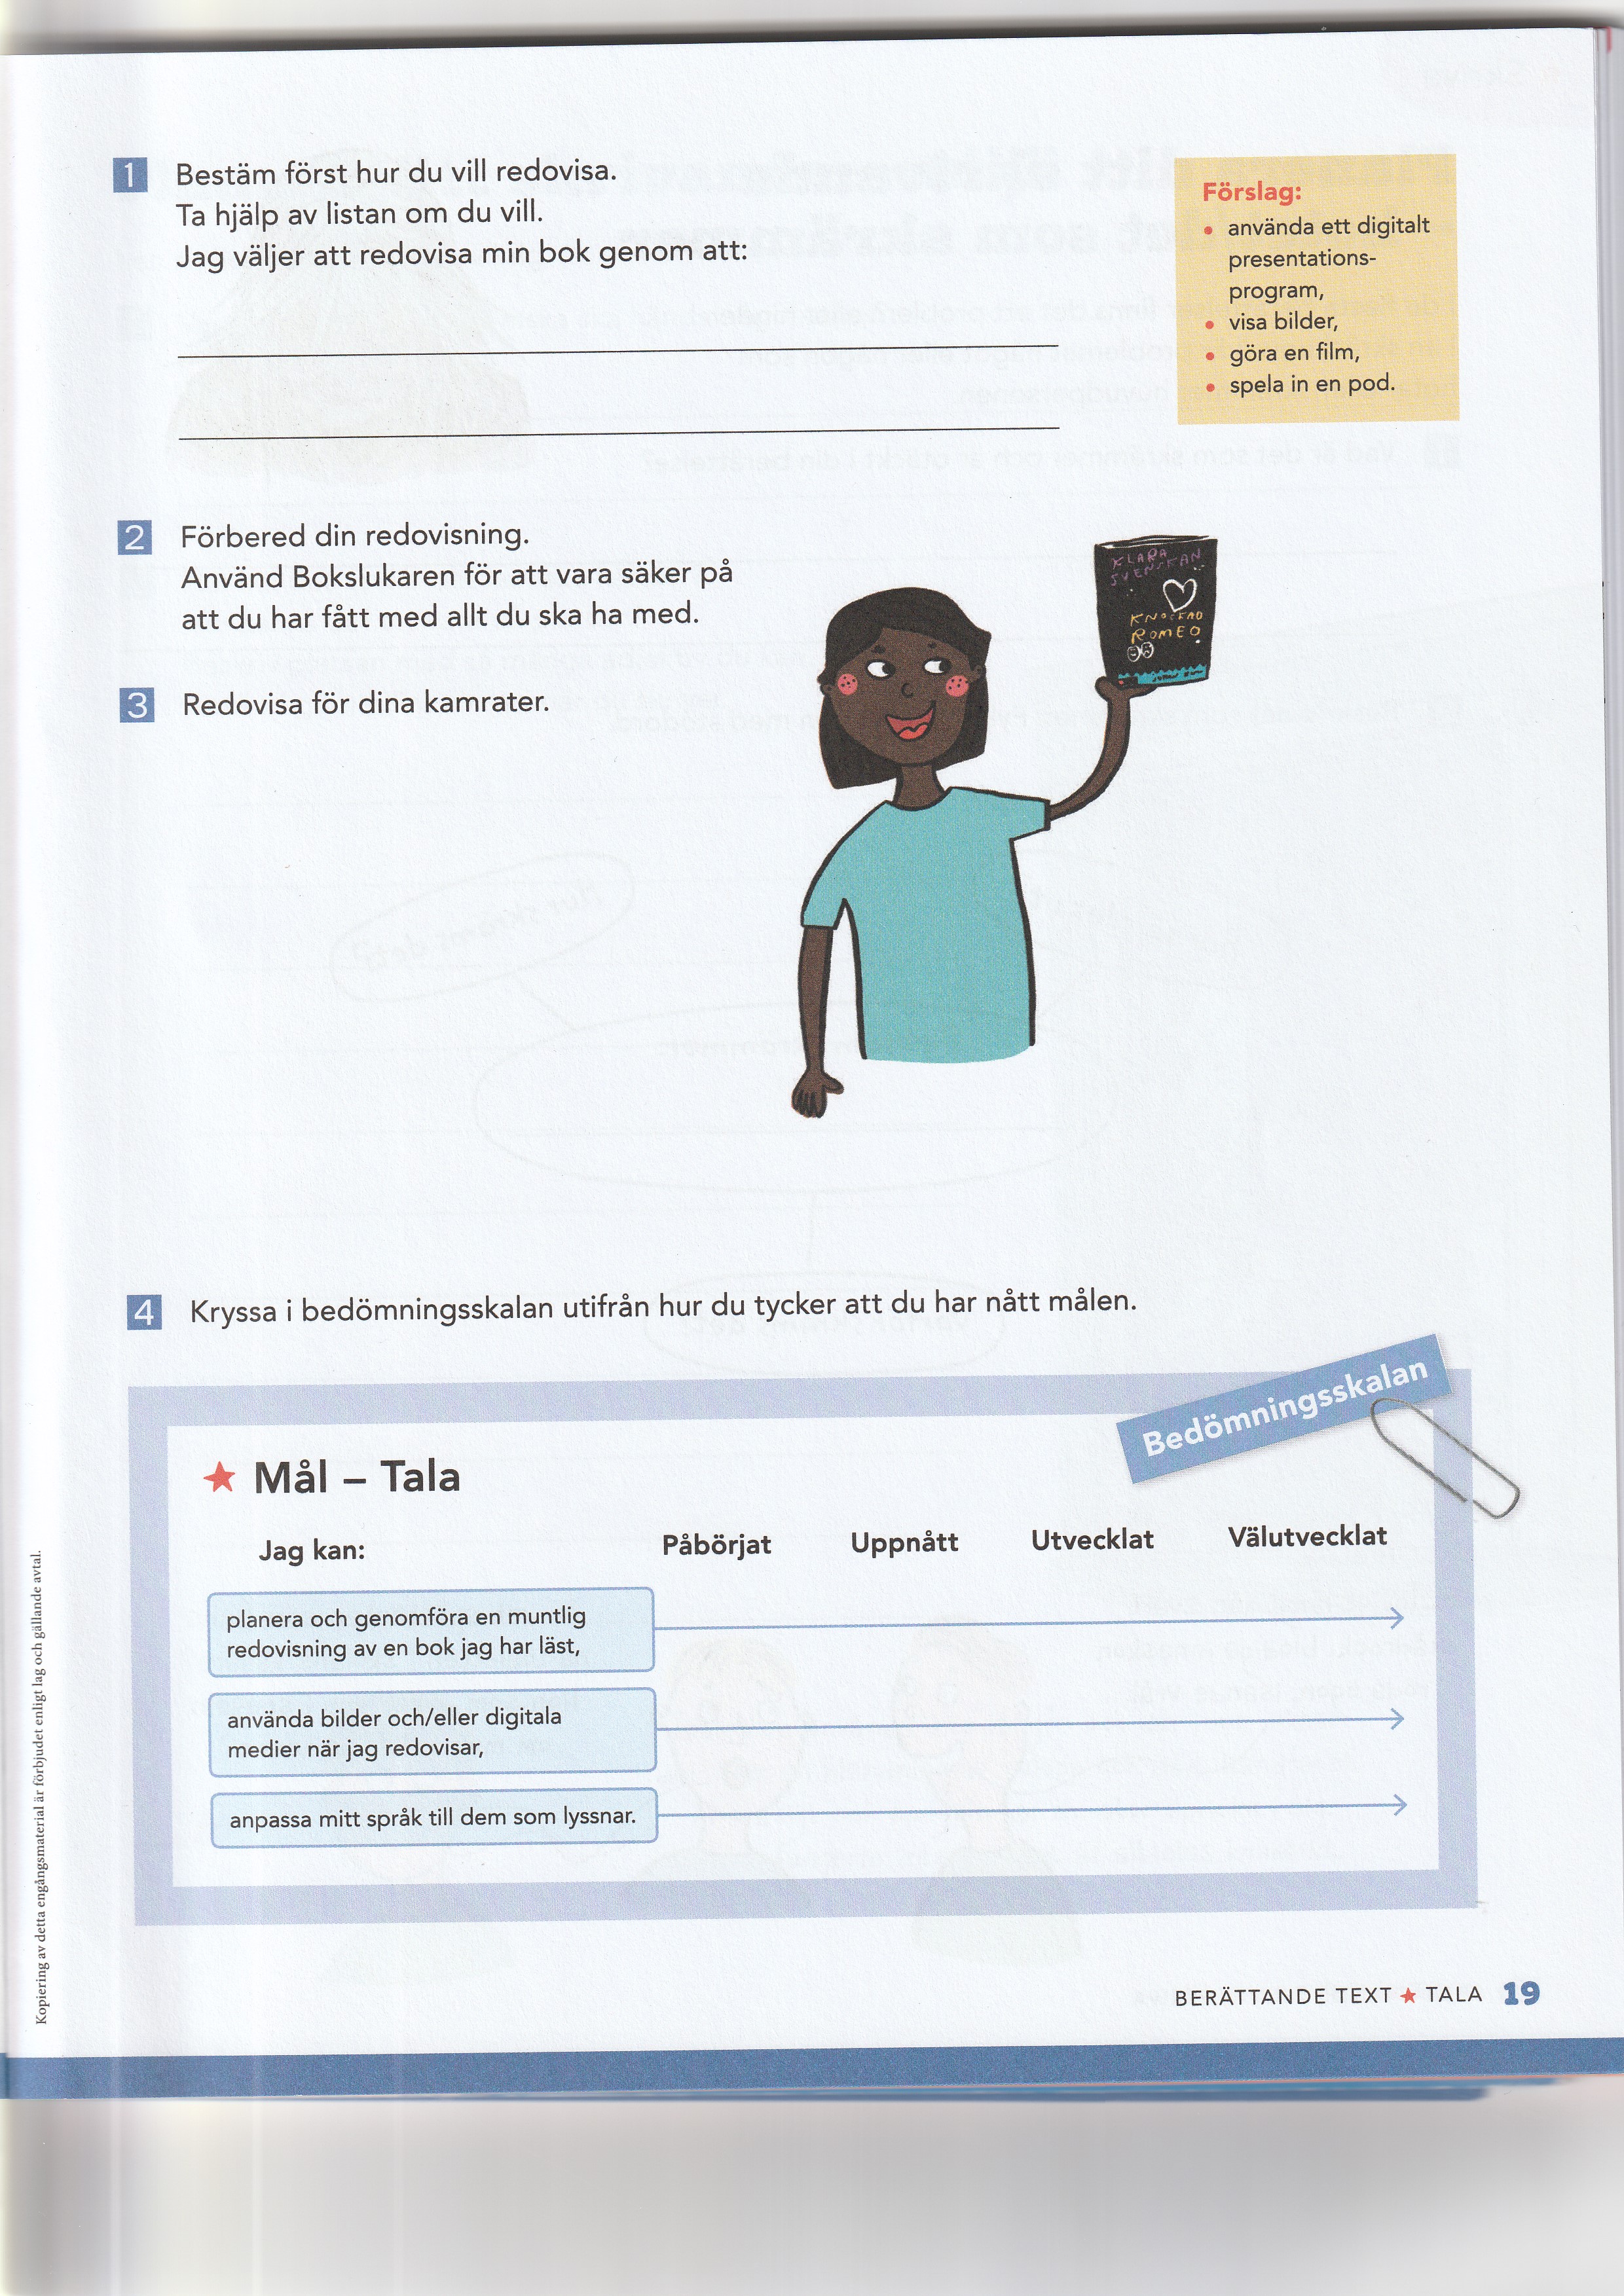 1 Bestäm först hur du vill redovisa.
Ta hjälp av listan om du vill.
Jag väljer att redovisa min bok genom att:
Förslag:
• använda ett digitalt
presentations-
program,
• visa bilder,
• göra en film,
• spela in en pod.
2 Förbered din redovisning.
Använd Bokslukaren för att vara säker på
att du har fått med allt du ska ha med.
KLARA
SVENSKAN
KNÄCKAD
ROMEO
3 Redovisa för dina kamrater.
4 Kryssa i bedömningsskalan utifrån hur du tycker att du har nått målen.
Bedömningsskalan
Mål – Tala
Jag kan: Påbörjat Uppnått Utvecklat Välutvecklat
planera och genomföra en muntlig
redovisning av en bok jag har läst,
använda bilder och/eller digitala
medier när jag redovisar,
anpassa mitt språk till dem som lyssnar.
Kopiering av detta engångsmaterial är förbjudet enligt lag och gällande avtal.
BERÄTTANDE TEXT ★ TALA 19